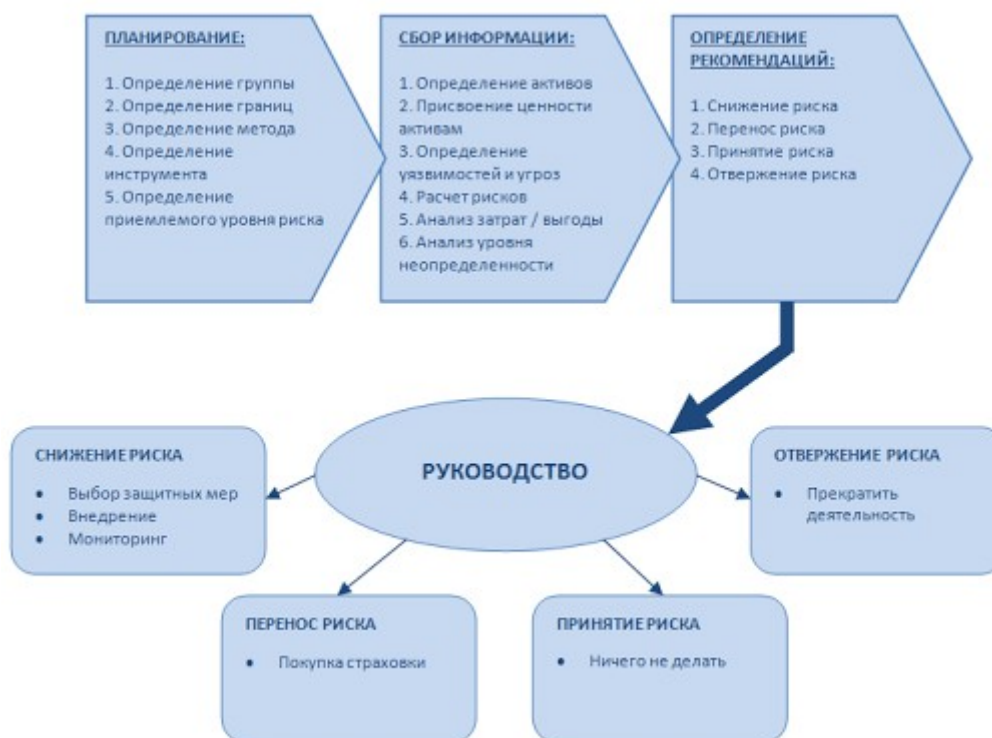 ПЛАНИРОВАНИЕ:
1. Определение группы
2. Определение границ
3. Определение метода
4. Определение
инструмента
5. Определение
приемлемого уровня риска
СБОР ИНФОРМАЦИИ:
1. Определение активов
2. Присвоение ценности
активам
3. Определение
уязвимостей и угроз
4. Расчет рисков
5. Анализ затрат / выгоды
6. Анализ уровня
неопределенности
ОПРЕДЕЛЕНИЕ
РЕКОМЕНДАЦИЙ:
1. Снижение риска
2. Перенос риска
3. Принятие риска
4. Отвержение риска
РУКОВОДСТВО
СНИЖЕНИЕ РИСКА
• Выбор защитных мер
• Внедрение
• Мониторинг
ОТВЕРЖЕНИЕ РИСКА
• Прекратить
деятельность
ПЕРЕНОС РИСКА
• Покупка страховки
ПРИНЯТИЕ РИСКА
• Ничего не делать